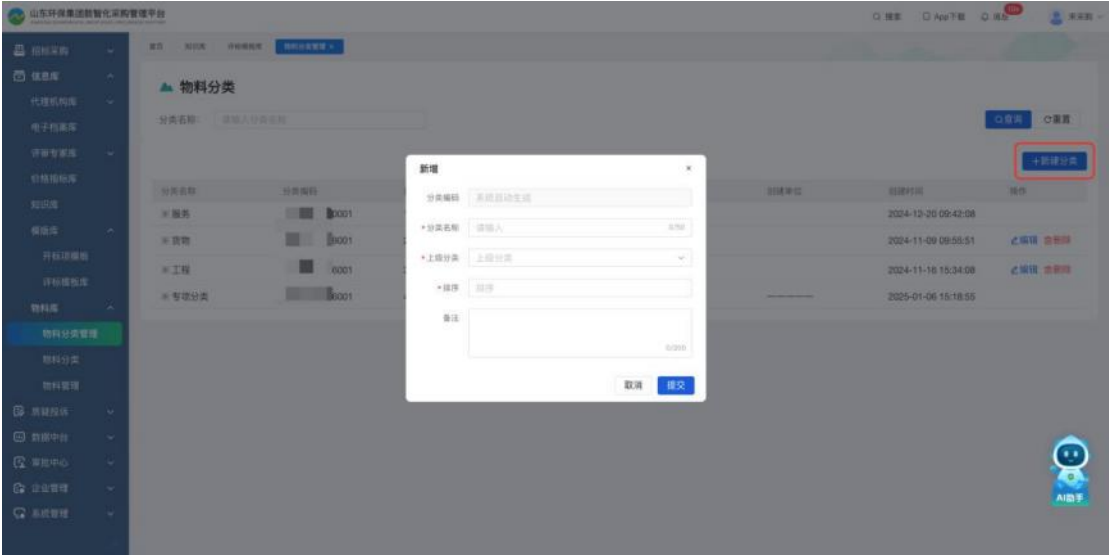 山东环保集团数智化采购管理平台
搜索 App下载 消息
首页 知识库 评标模板库 物料分类管理 ×
招标采购
信息库
代理机构库
电子档案库
评审专家库
价格指标库
知识库
模版库
开标项模板
评标模板库
物料库
物料分类管理
物料分类
物料管理
质疑投诉
数据中台
审批中心
企业管理
系统管理
物料分类
分类名称: 请输入分类名称 查询 重置
+新建分类
分类名称 分类编码 创建单位 创建时间 操作
服务 0001 2024-12-20 09:42:08
货物 0001 2024-11-09 09:55:51 编辑 删除
工程 0001 2024-11-16 15:34:08 编辑 删除
专项分类 0001 2025-01-06 15:18:55
新增 ×
分类编码 系统自动生成
*分类名称 请输入 0/50
*上级分类 上级分类
*排序 排序
备注
0/200
取消 提交
AI助手